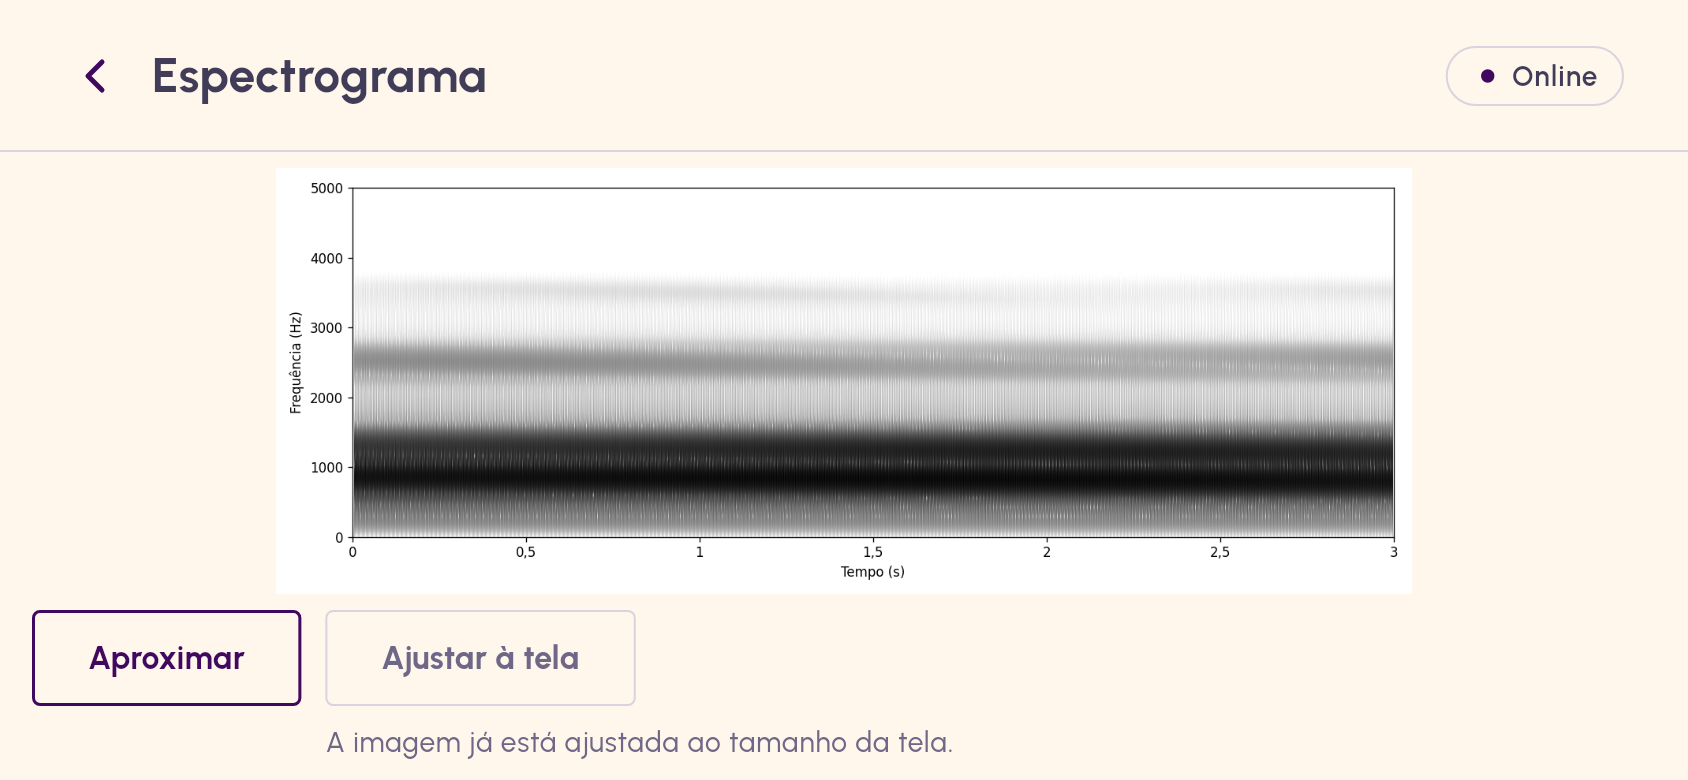 Espectrograma
Online
5000
4000
3000
2000
1000
0
Frequência (Hz)
0 0,5 1 1,5 2 2,5 3
Tempo (s)
Aproximar
Ajustar à tela
A imagem já está ajustada ao tamanho da tela.